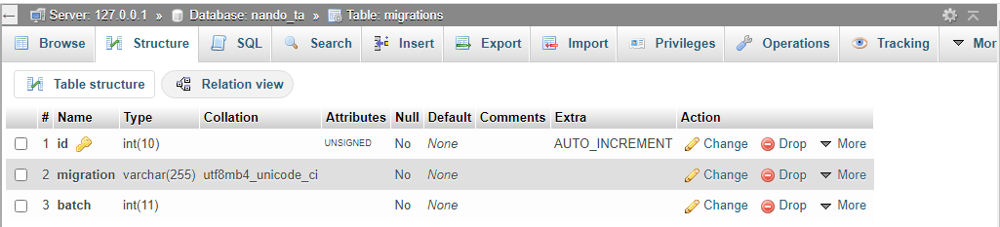 Server: 127.0.0.1 » Database: nando_ta » Table: migrations
Browse Structure SQL Search Insert Export Import Privileges Operations Tracking Mor
Table structure Relation view
# Name Type Collation Attributes Null Default Comments Extra Action
1 id int(10) UNSIGNED No None AUTO_INCREMENT Change Drop More
2 migration varchar(255) utf8mb4_unicode_ci No None Change Drop More
3 batch int(11) No None Change Drop More